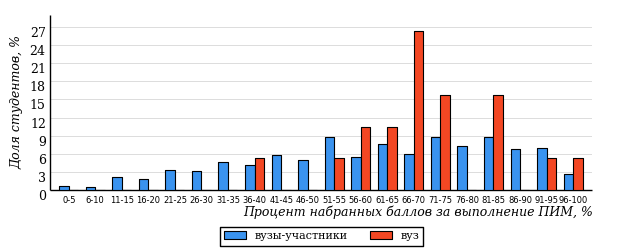 Доля студентов, %
27
24
21
18
15
12
9
6
3
0
0-5 6-10 11-15 16-20 21-25 26-30 31-35 36-40 41-45 46-50 51-55 56-60 61-65 66-70 71-75 76-80 81-85 86-90 91-95 96-100
Процент набранных баллов за выполнение ПИМ, %
вузы-участники вуз